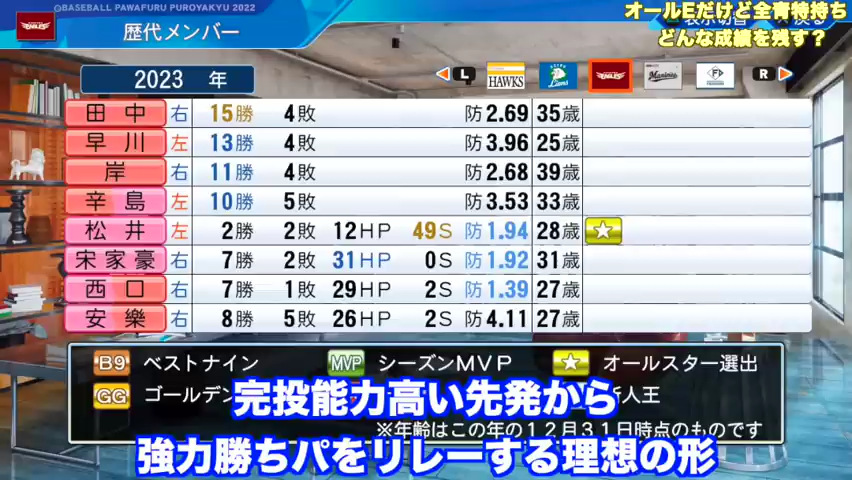 @BASEBALL PAWAFURU PUROYAKYU 2022
オールEだけど全青特持ち
どんな成績を残す?
EAGLES
歴代メンバー
2023 年
L HAWKS Lions EAGLES Marines F R
田中 右 15勝 4敗 防2.69 35歳
早川 左 13勝 4敗 防3.96 25歳
岸 右 11勝 4敗 防2.68 39歳
辛島 左 10勝 5敗 防3.53 33歳
松井 左 2勝 2敗 12HP 49S 防1.94 28歳
宋家豪 右 7勝 2敗 31HP 0S 防1.92 31歳
西口 右 7勝 1敗 29HP 2S 防1.39 27歳
安樂 右 8勝 5敗 26HP 2S 防4.11 27歳
B9 ベストナイン MVP シーズンMVP オールスター選出
GG ゴールデン 人王
※年齢はこの年の12月31日時点のものです
完投能力高い先発から
強力勝ちパをリレーする理想の形